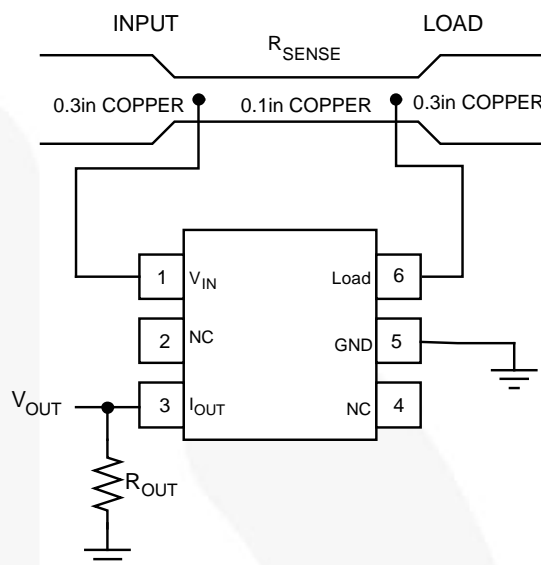 INPUT
LOAD
RSENSE
0.3in COPPER
0.1in COPPER
0.3in COPPER
1
VIN
Load
6
2
NC
GND
5
VOUT
3
IOUT
NC
4
ROUT